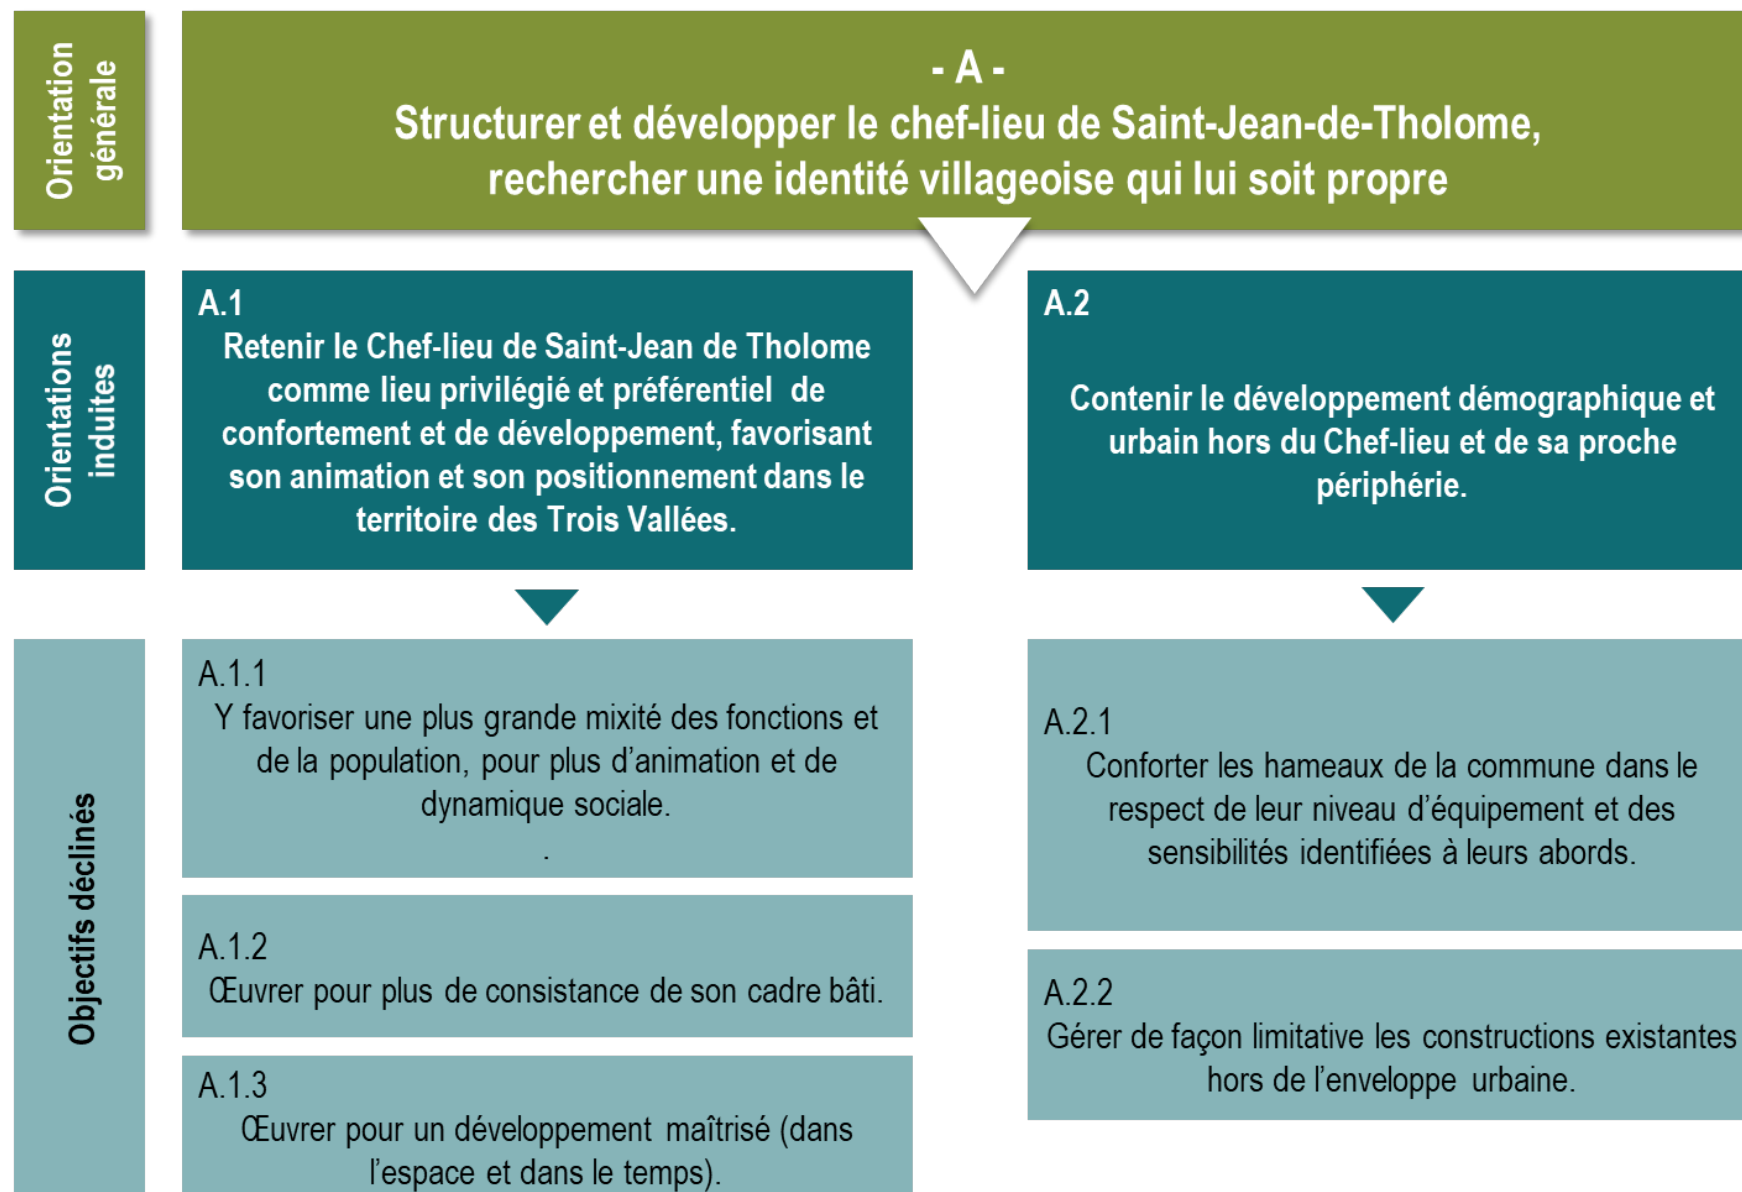 Orientation
générale
- A -
Structurer et développer le chef-lieu de Saint-Jean-de-Tholome,
rechercher une identité villageoise qui lui soit propre
Orientations
induites
A.1
Retenir le Chef-lieu de Saint-Jean de Tholome
comme lieu privilégié et préférentiel de
confortement et de développement, favorisant
son animation et son positionnement dans le
territoire des Trois Vallées.
A.2
Contenir le développement démographique et
urbain hors du Chef-lieu et de sa proche
périphérie.
Objectifs déclinés
A.1.1
Y favoriser une plus grande mixité des fonctions et
de la population, pour plus d’animation et de
dynamique sociale.
.
A.1.2
Œuvrer pour plus de consistance de son cadre bâti.
A.1.3
Œuvrer pour un développement maîtrisé (dans
l’espace et dans le temps).
A.2.1
Conforter les hameaux de la commune dans le
respect de leur niveau d’équipement et des
sensibilités identifiées à leurs abords.
A.2.2
Gérer de façon limitative les constructions existantes
hors de l’enveloppe urbaine.